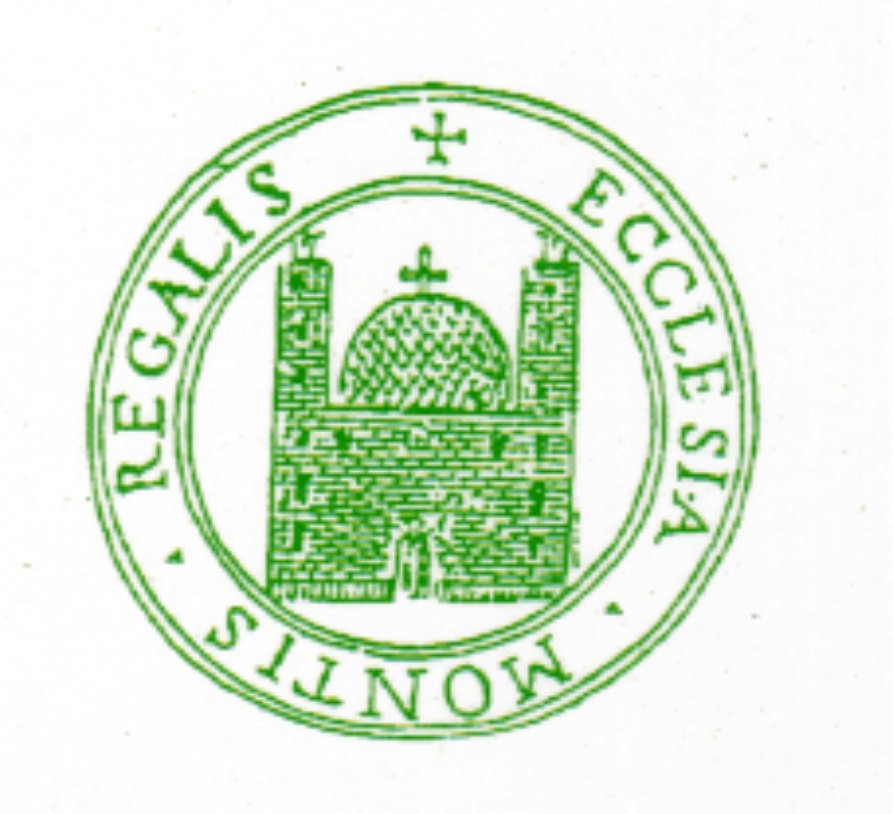 ✠ ECCLESIA · MONTIS · REGALIS